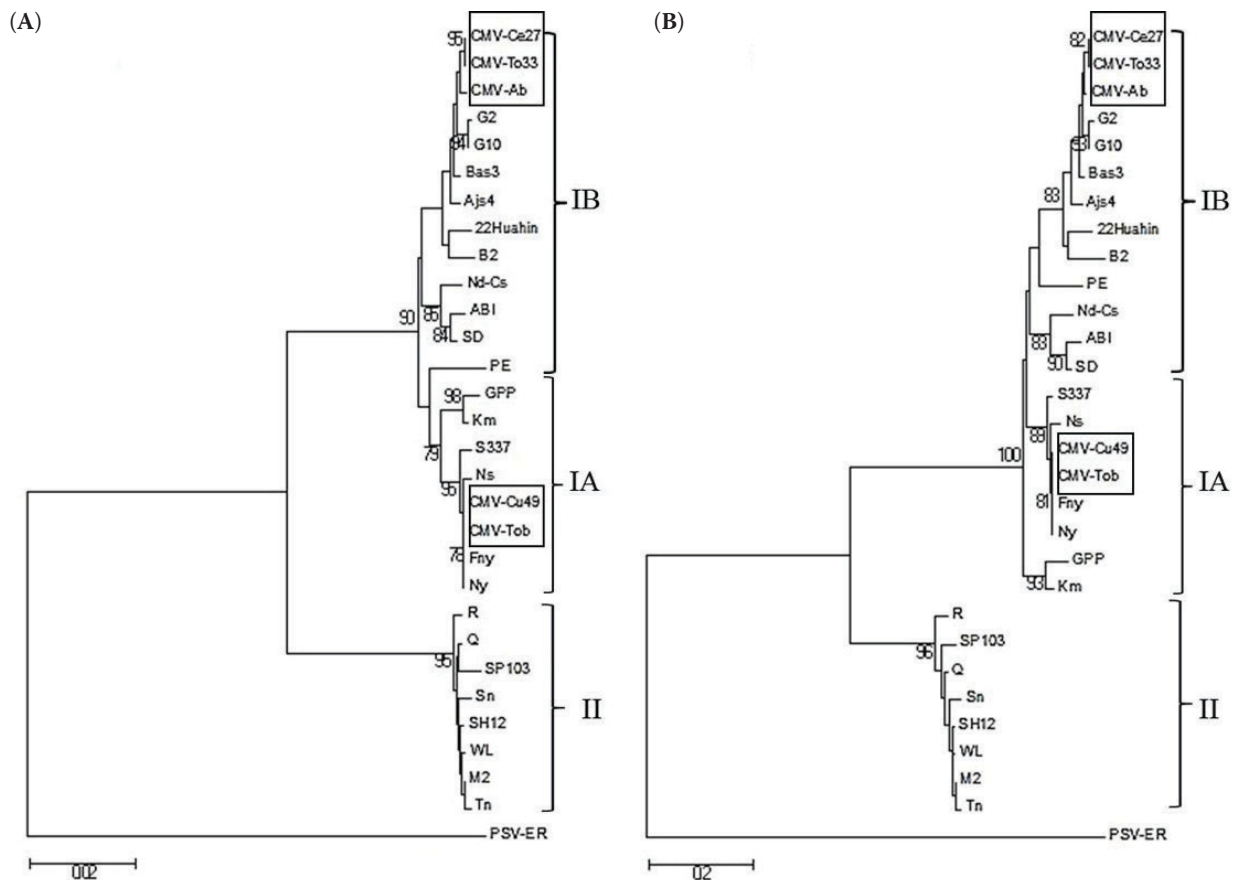 (A)
95
CMV-Ce27
CMV-To33
CMV-Ab
G2
94
G10
Bas3
Ajs4
IB
22Huahin
B2
Nd-Cs
85
ABI
90
84
SD
PE
98
GPP
Km
79
S337
IA
95
Ns
CMV-Cu49
CMV-Tob
78
Fny
Ny
R
Q
95
SP103
Sn
II
SH12
WL
M2
Tn
PSV-ER
0.02
(B)
82
CMV-Ce27
CMV-To33
CMV-Ab
G2
93
G10
Bas3
83
Ajs4
IB
22Huahin
B2
PE
Nd-Cs
83
ABI
90
SD
S337
89
Ns
CMV-Cu49
100
CMV-Tob
IA
81
Fny
Ny
GPP
93
Km
R
96
SP103
Q
Sn
II
SH12
WL
M2
Tn
PSV-ER
0.2